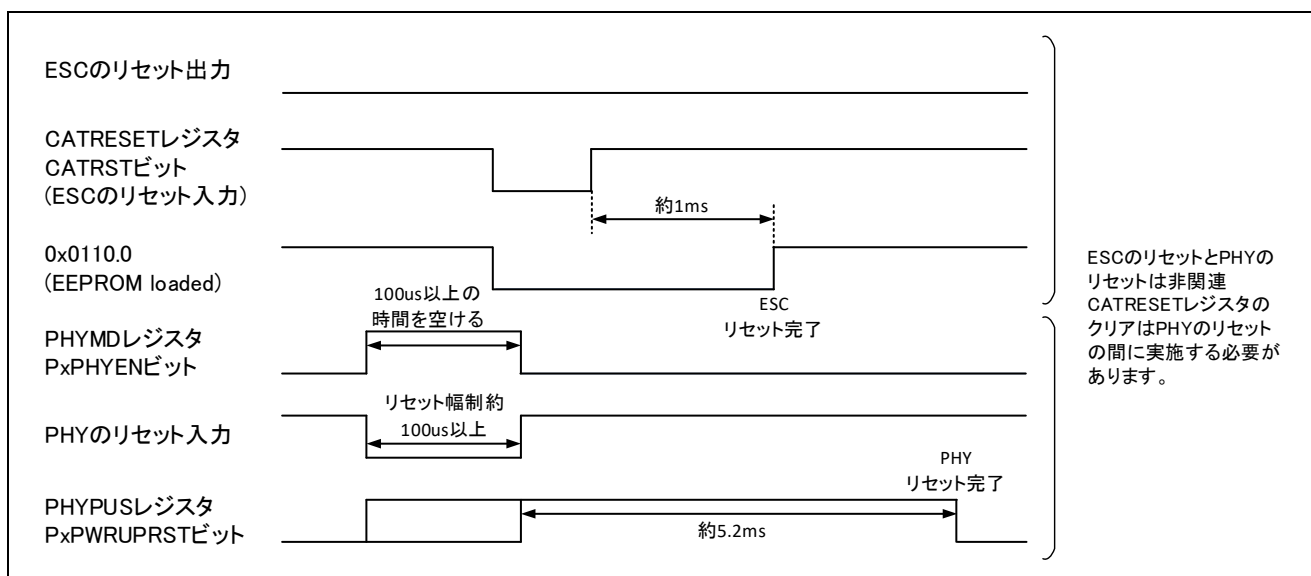 ESCのリセット出力
CATRESETレジスタ
CATRSTビット
(ESCのリセット入力)
約1ms
0x0110.0
(EEPROM loaded)
100us以上の
時間を空ける
ESC
リセット完了
PHYMDレジスタ
PxPHYENビット
リセット幅制約
100us以上
PHYのリセット入力
PHY
リセット完了
PHYPUSレジスタ
PxPWRUPRSTビット
約5.2ms
ESCのリセットとPHYの
リセットは非関連
CATRESETレジスタの
クリアはPHYのリセット
の間に実施する必要が
あります。